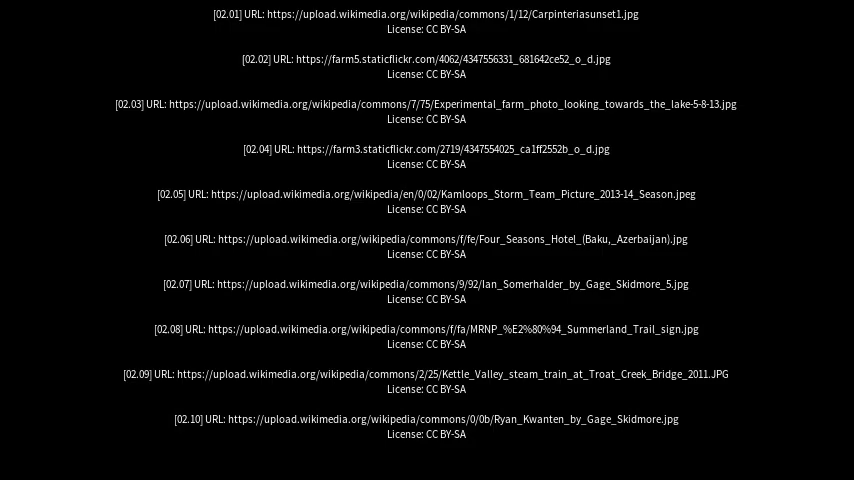 [02.01] URL: https://upload.wikimedia.org/wikipedia/commons/1/12/Carpinteriasunset1.jpg
License: CC BY-SA
[02.02] URL: https://farm5.staticflickr.com/4062/4347556331_681642ce52_o_d.jpg
License: CC BY-SA
[02.03] URL: https://upload.wikimedia.org/wikipedia/commons/7/75/Experimental_farm_photo_looking_towards_the_lake-5-8-13.jpg
License: CC BY-SA
[02.04] URL: https://farm3.staticflickr.com/2719/4347554025_ca1ff2552b_o_d.jpg
License: CC BY-SA
[02.05] URL: https://upload.wikimedia.org/wikipedia/en/0/02/Kamloops_Storm_Team_Picture_2013-14_Season.jpeg
License: CC BY-SA
[02.06] URL: https://upload.wikimedia.org/wikipedia/commons/f/fe/Four_Seasons_Hotel_(Baku,_Azerbaijan).jpg
License: CC BY-SA
[02.07] URL: https://upload.wikimedia.org/wikipedia/commons/9/92/Ian_Somerhalder_by_Gage_Skidmore_5.jpg
License: CC BY-SA
[02.08] URL: https://upload.wikimedia.org/wikipedia/commons/f/fa/MRNP_%E2%80%94_Summerland_Trail_sign.jpg
License: CC BY-SA
[02.09] URL: https://upload.wikimedia.org/wikipedia/commons/2/25/Kettle_Valley_steam_train_at_Troat_Creek_Bridge_2011.JPG
License: CC BY-SA
[02.10] URL: https://upload.wikimedia.org/wikipedia/commons/0/0b/Ryan_Kwanten_by_Gage_Skidmore.jpg
License: CC BY-SA